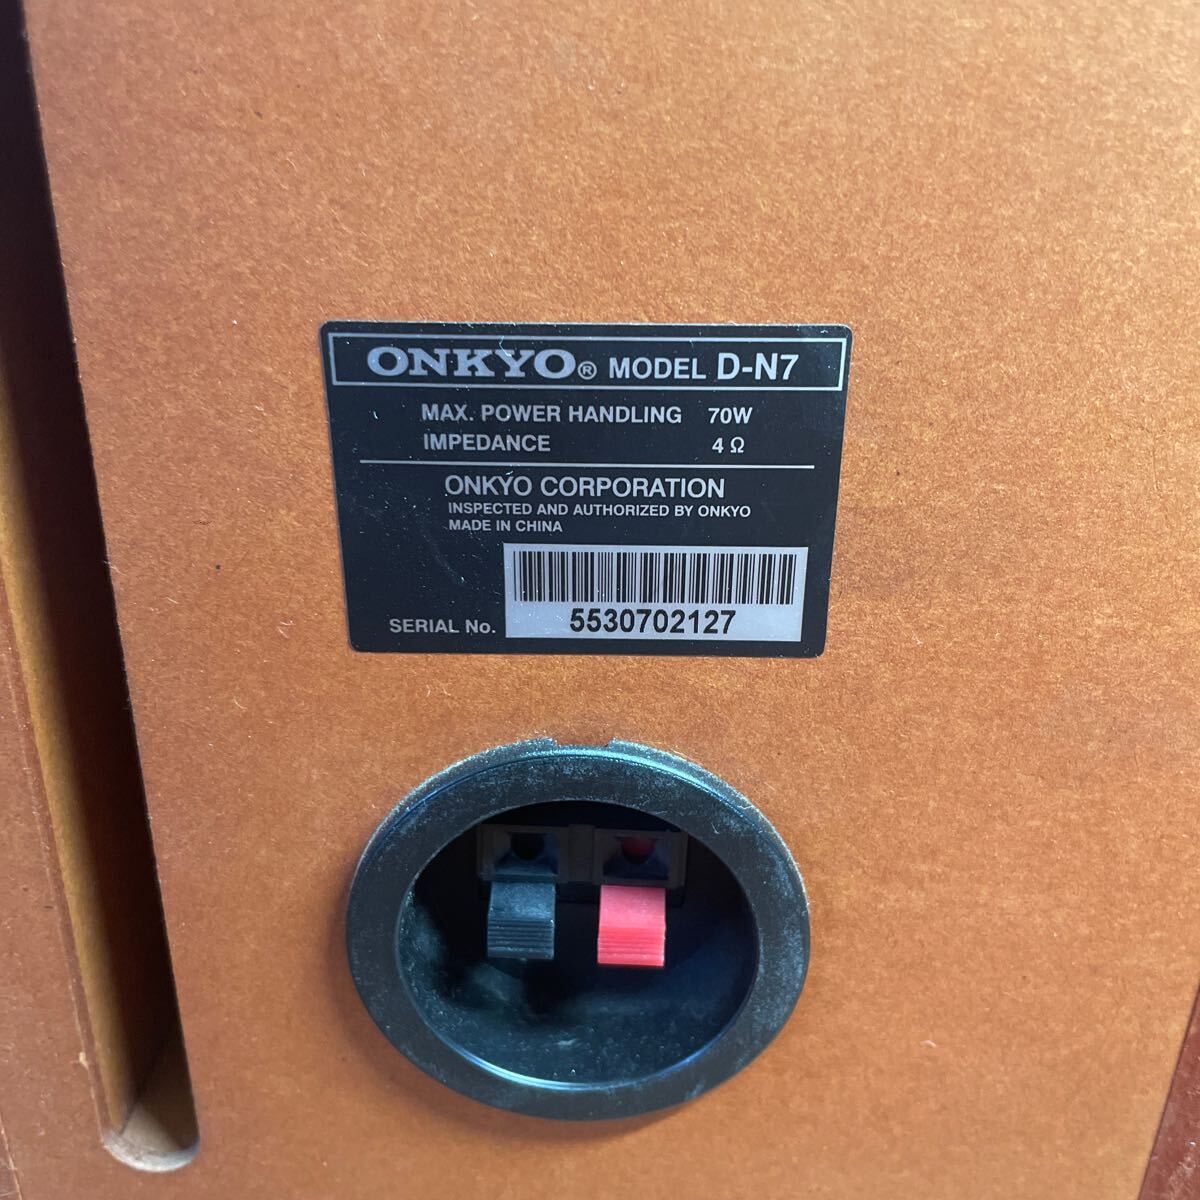 ONKYO® MODEL D-N7
MAX. POWER HANDLING 70W
IMPEDANCE 4 Ω
ONKYO CORPORATION
INSPECTED AND AUTHORIZED BY ONKYO
MADE IN CHINA
SERIAL No. 5530702127